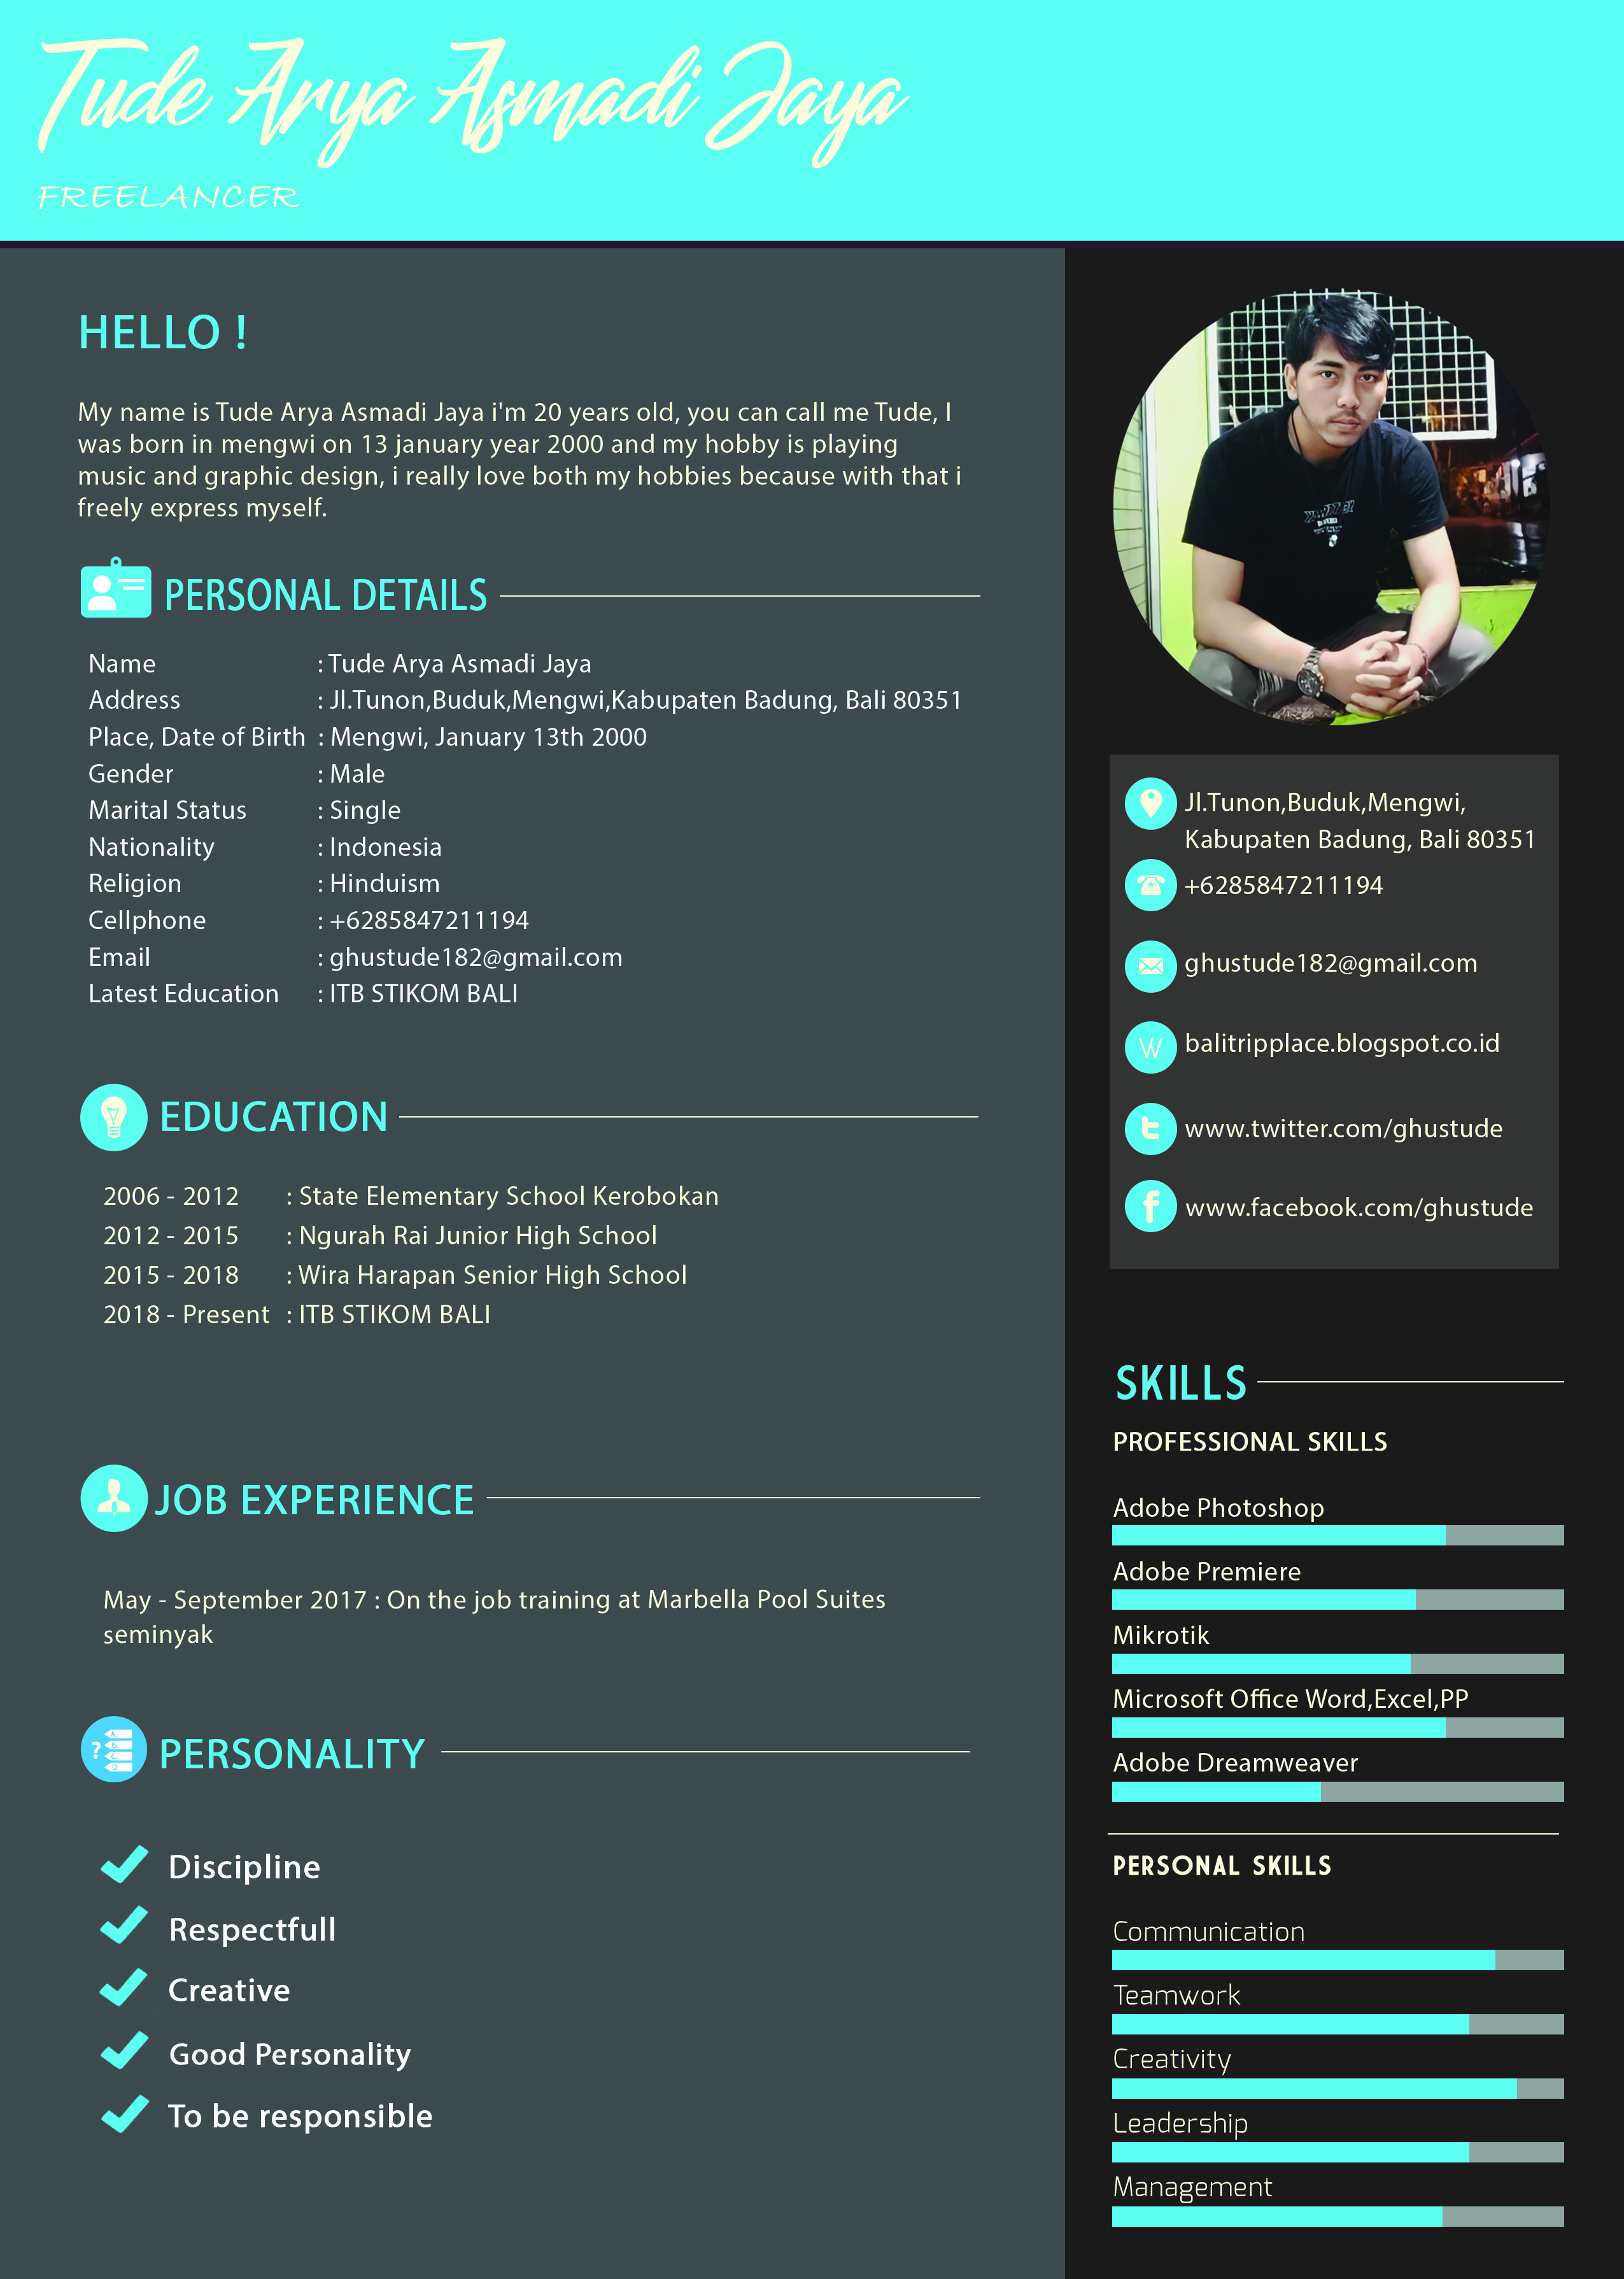 Tude Arya Asmadi Jaya
FREELANCER
HELLO !
My name is Tude Arya Asmadi Jaya i'm 20 years old, you can call me Tude, I
was born in mengwi on 13 january year 2000 and my hobby is playing
music and graphic design, i really love both my hobbies because with that i
freely express myself.
PERSONAL DETAILS
Name : Tude Arya Asmadi Jaya
Address : Jl.Tunon,Buduk,Mengwi,Kabupaten Badung, Bali 80351
Place, Date of Birth : Mengwi, January 13th 2000
Gender : Male
Marital Status : Single
Nationality : Indonesia
Religion : Hinduism
Cellphone : +6285847211194
Email : ghustude182@gmail.com
Latest Education : ITB STIKOM BALI
EDUCATION
2006 - 2012 : State Elementary School Kerobokan
2012 - 2015 : Ngurah Rai Junior High School
2015 - 2018 : Wira Harapan Senior High School
2018 - Present : ITB STIKOM BALI
JOB EXPERIENCE
May - September 2017 : On the job training at Marbella Pool Suites
seminyak
PERSONALITY
Discipline
Respectfull
Creative
Good Personality
To be responsible
Jl.Tunon,Buduk,Mengwi,
Kabupaten Badung, Bali 80351
+6285847211194
ghustude182@gmail.com
W balitripplace.blogspot.co.id
www.twitter.com/ghustude
www.facebook.com/ghustude
SKILLS
PROFESSIONAL SKILLS
Adobe Photoshop
Adobe Premiere
Mikrotik
Microsoft Office Word,Excel,PP
Adobe Dreamweaver
PERSONAL SKILLS
Communication
Teamwork
Creativity
Leadership
Management